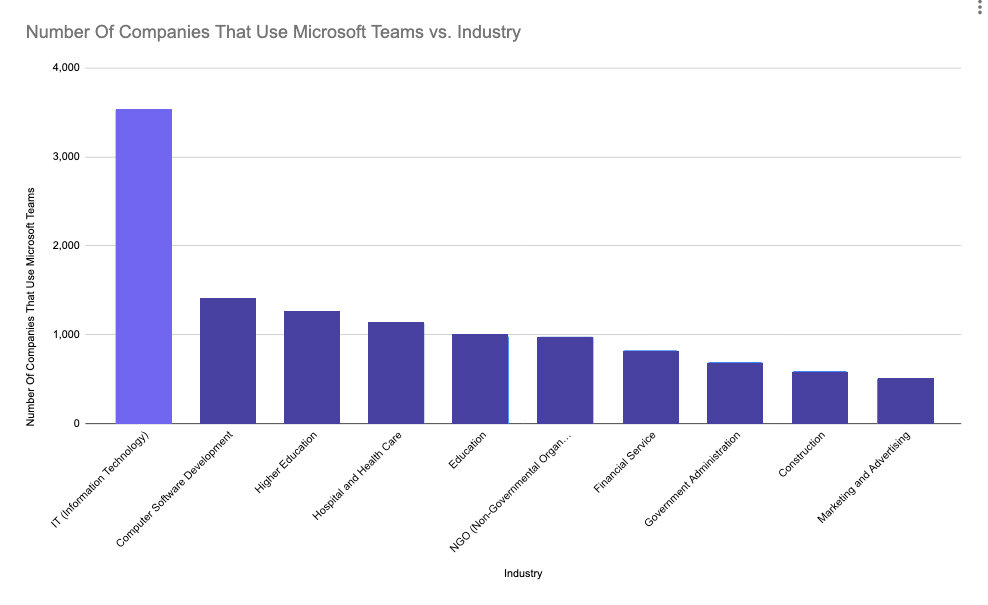 Number Of Companies That Use Microsoft Teams vs. Industry
Number Of Companies That Use Microsoft Teams
4,000
3,000
2,000
1,000
0
IT (Information Technology)
Computer Software Development
Higher Education
Hospital and Health Care
Education
NGO (Non-Governmental Organ…
Financial Service
Government Administration
Construction
Marketing and Advertising
Industry